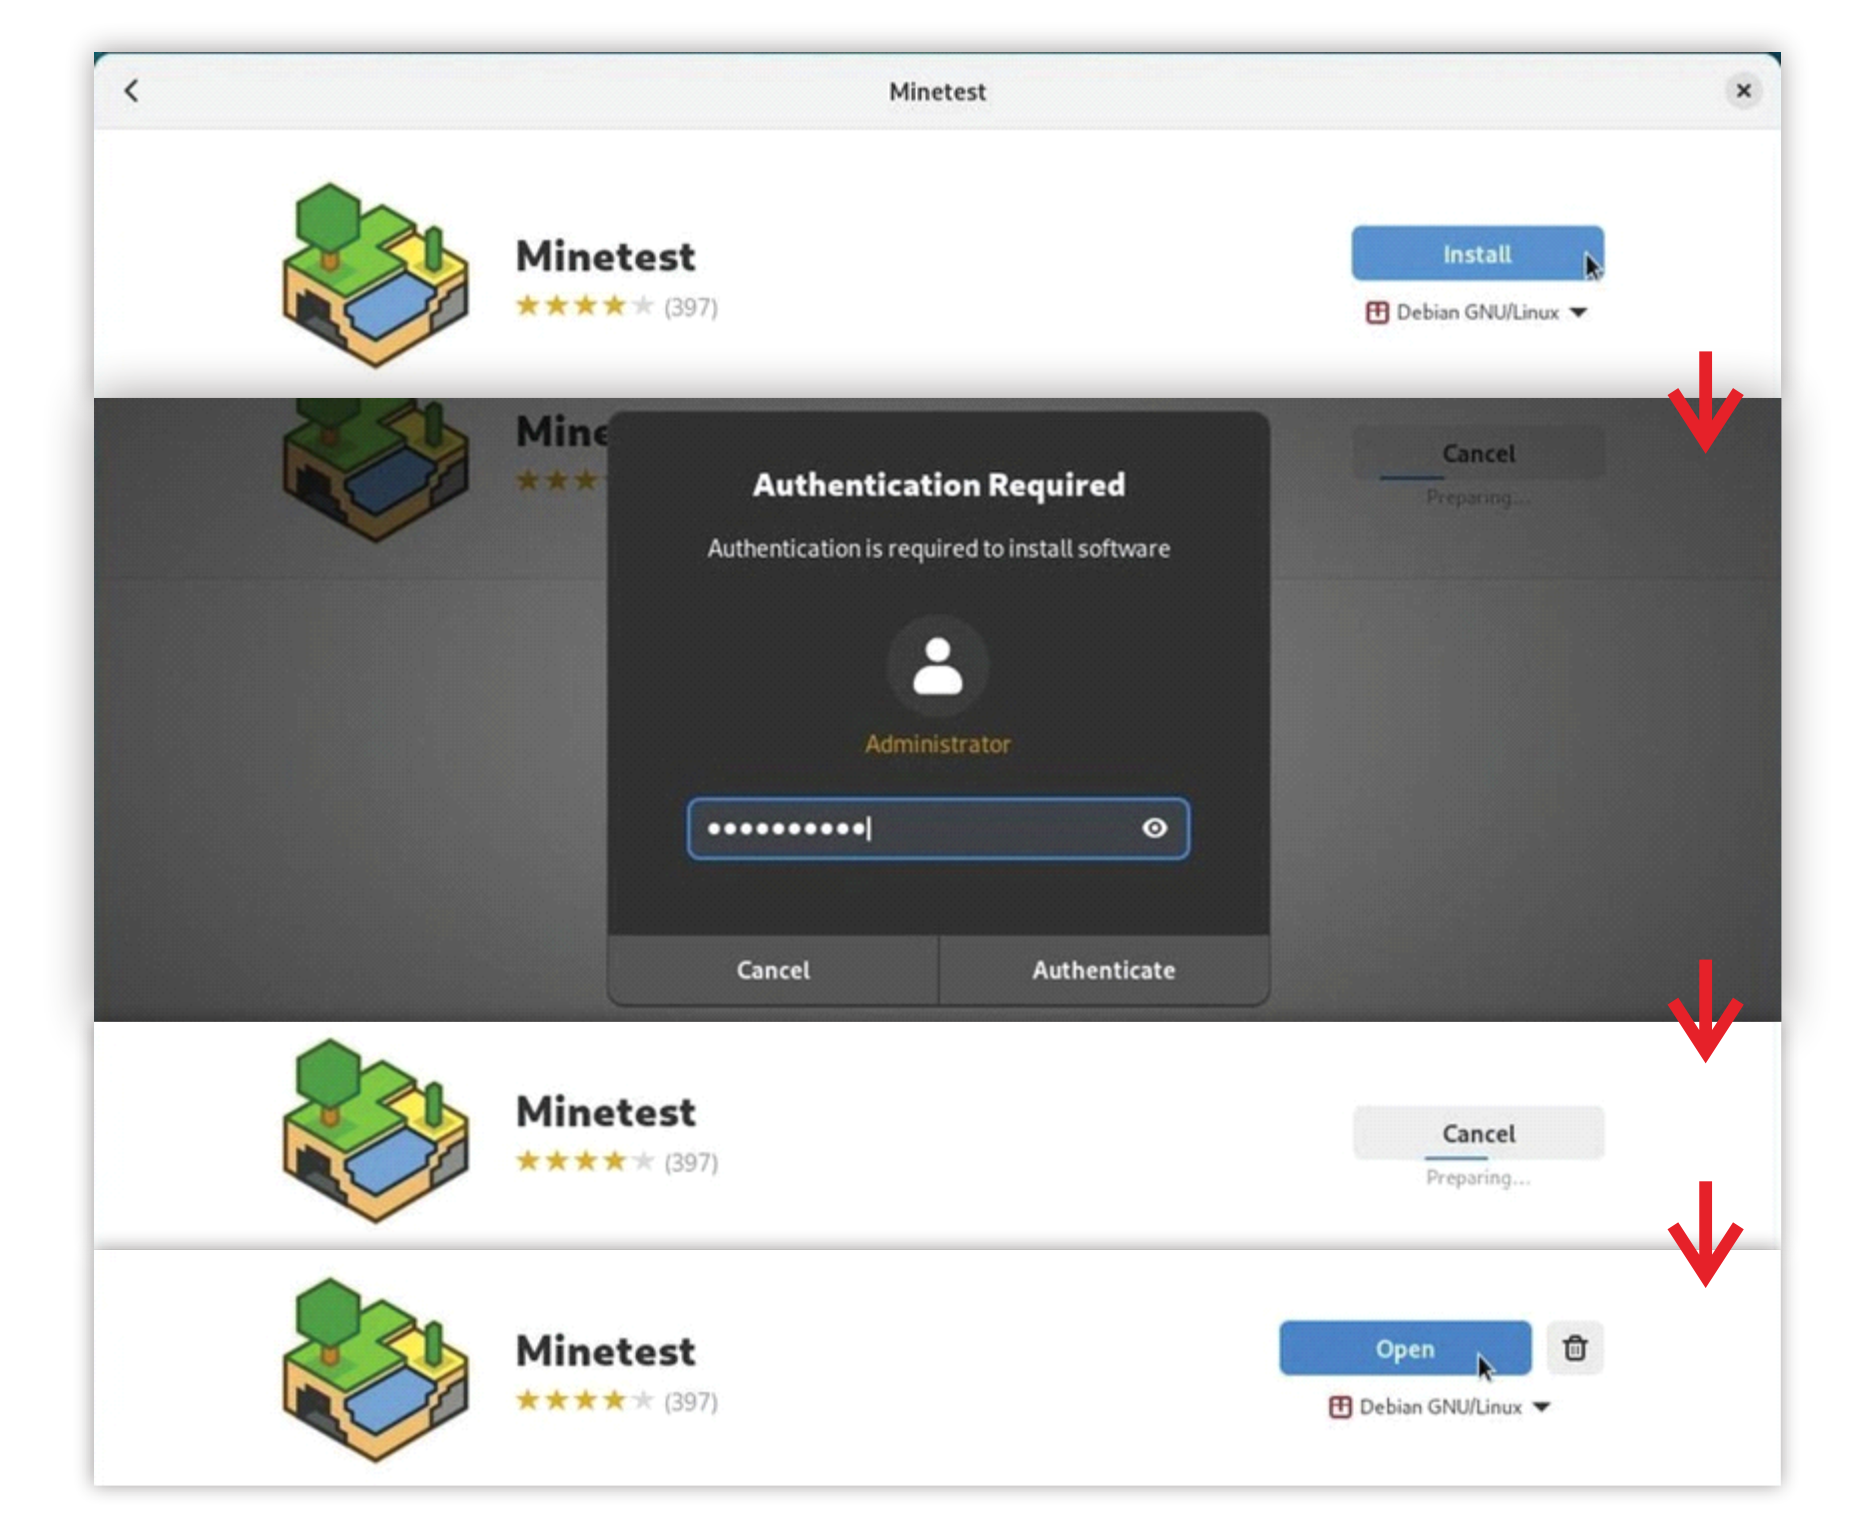 Minetest
Minetest
(397)
Install
Debian GNU/Linux
Mine
Cancel
Preparing...
Authentication Required
Authentication is required to install software
Administrator
Cancel
Authenticate
Minetest
(397)
Cancel
Preparing...
Minetest
(397)
Open
Debian GNU/Linux